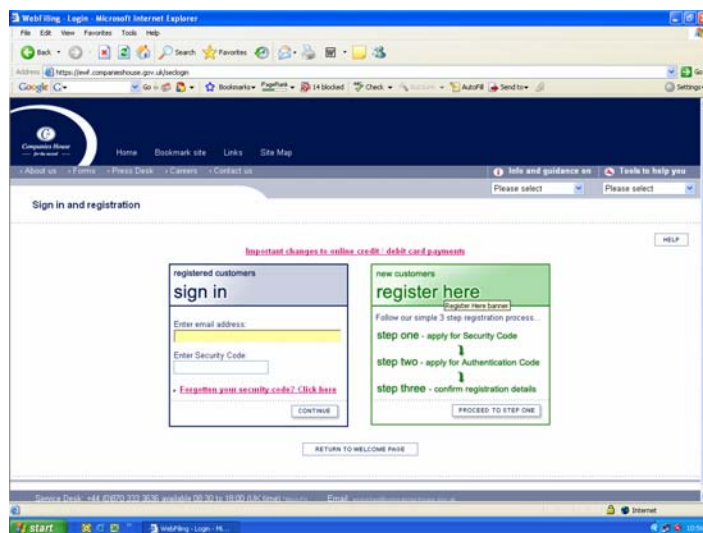 WebFiling - Login - Microsoft Internet Explorer
File Edit View Favorites Tools Help
Back Search Favorites
Address https://ewf.companieshouse.gov.uk/seclogin Go
Google Go Bookmarks PageRank 14 blocked Check AutoFill Send to Settings
Companies House
for the record
Home Bookmark site Links Site Map
About us Forms Press Desk Careers Contact us Info and guidance on Tools to help you
Please select Please select
Sign in and registration
HELP
Important changes to online credit / debit card payments
registered customers
sign in
Enter email address:
Enter Security Code
Forgotten your security code? Click here
CONTINUE
new customers
register here
Register Here banner
Follow our simple 3 step registration process...
step one - apply for Security Code
step two - apply for Authentication Code
step three - confirm registration details
PROCEED TO STEP ONE
RETURN TO WELCOME PAGE
Service Desk: +44 (0)870 333 3636 available 08:30 to 18:00 (UK time) Email:
Internet
start WebFiling - Login - Mi...